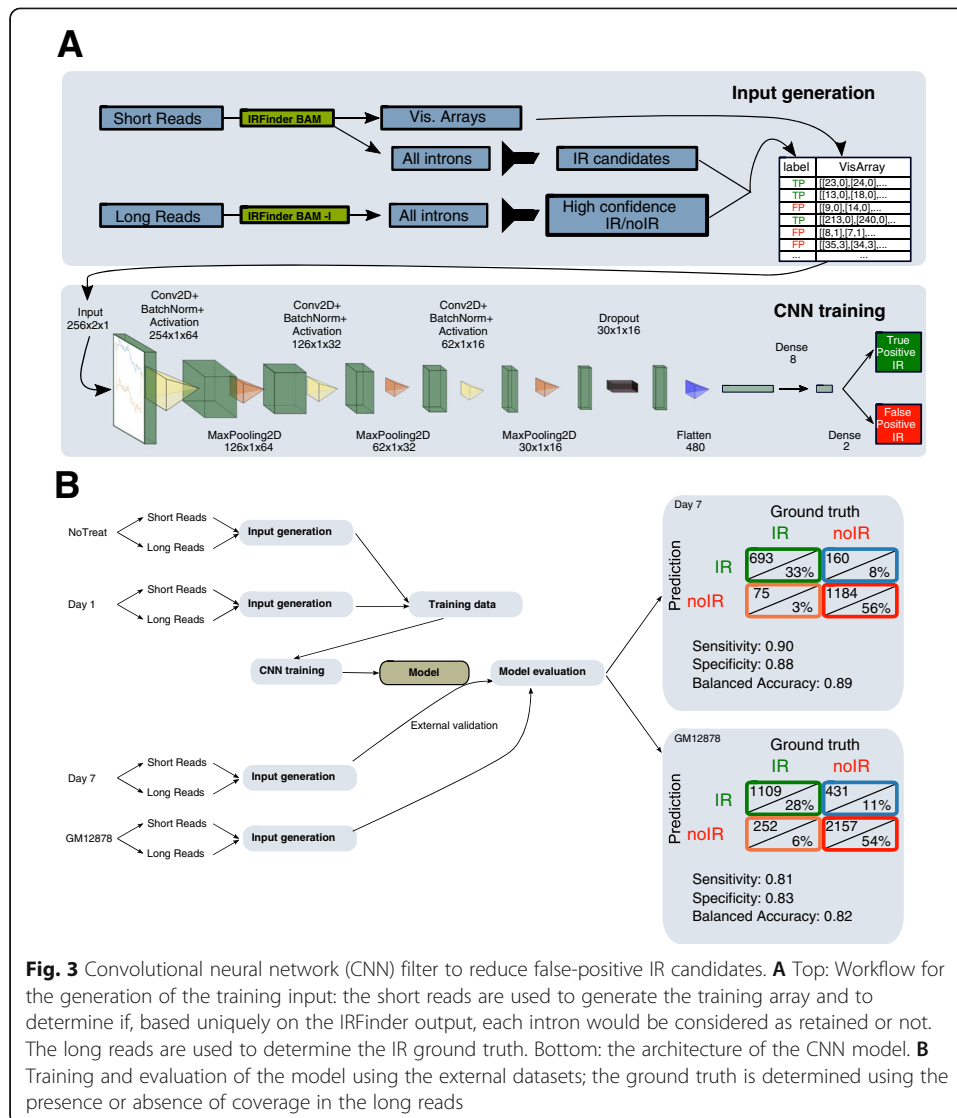 A
Input generation
Short Reads
IRFinder BAM
Vis. Arrays
All introns
IR candidates
Long Reads
IRFinder BAM -l
All introns
High confidence
IR/noIR
label VisArray
TP [[23,0],[24,0],...
TP [[13,0],[18,0],...
FP [[9,0],[14,0],...
TP [[213,0],[240,0],..
FP [[8,1],[7,1],...
FP [[35,3],[34,3],...
... ...
CNN training
Input
256x2x1
Conv2D+
BatchNorm+
Activation
254x1x64
Conv2D+
BatchNorm+
Activation
126x1x32
Conv2D+
BatchNorm+
Activation
62x1x16
Dropout
30x1x16
Dense
8
True
Positive
IR
False
Positive
IR
MaxPooling2D
126x1x64
MaxPooling2D
62x1x32
MaxPooling2D
30x1x16
Flatten
480
Dense
2
B
NoTreat
Short Reads
Long Reads
Input generation
Day 1
Short Reads
Long Reads
Input generation
Training data
CNN training
Model
Model evaluation
External validation
Day 7
Short Reads
Long Reads
Input generation
GM12878
Short Reads
Long Reads
Input generation
Day 7
Ground truth
IR noIR
Prediction
IR
693 33%
160 8%
noIR
75 3%
1184 56%
Sensitivity: 0.90
Specificity: 0.88
Balanced Accuracy: 0.89
GM12878
Ground truth
IR noIR
Prediction
IR
1109 28%
431 11%
noIR
252 6%
2157 54%
Sensitivity: 0.81
Specificity: 0.83
Balanced Accuracy: 0.82
Fig. 3 Convolutional neural network (CNN) filter to reduce false-positive IR candidates. A Top: Workflow for
the generation of the training input: the short reads are used to generate the training array and to
determine if, based uniquely on the IRFinder output, each intron would be considered as retained or not.
The long reads are used to determine the IR ground truth. Bottom: the architecture of the CNN model. B
Training and evaluation of the model using the external datasets; the ground truth is determined using the
presence or absence of coverage in the long reads